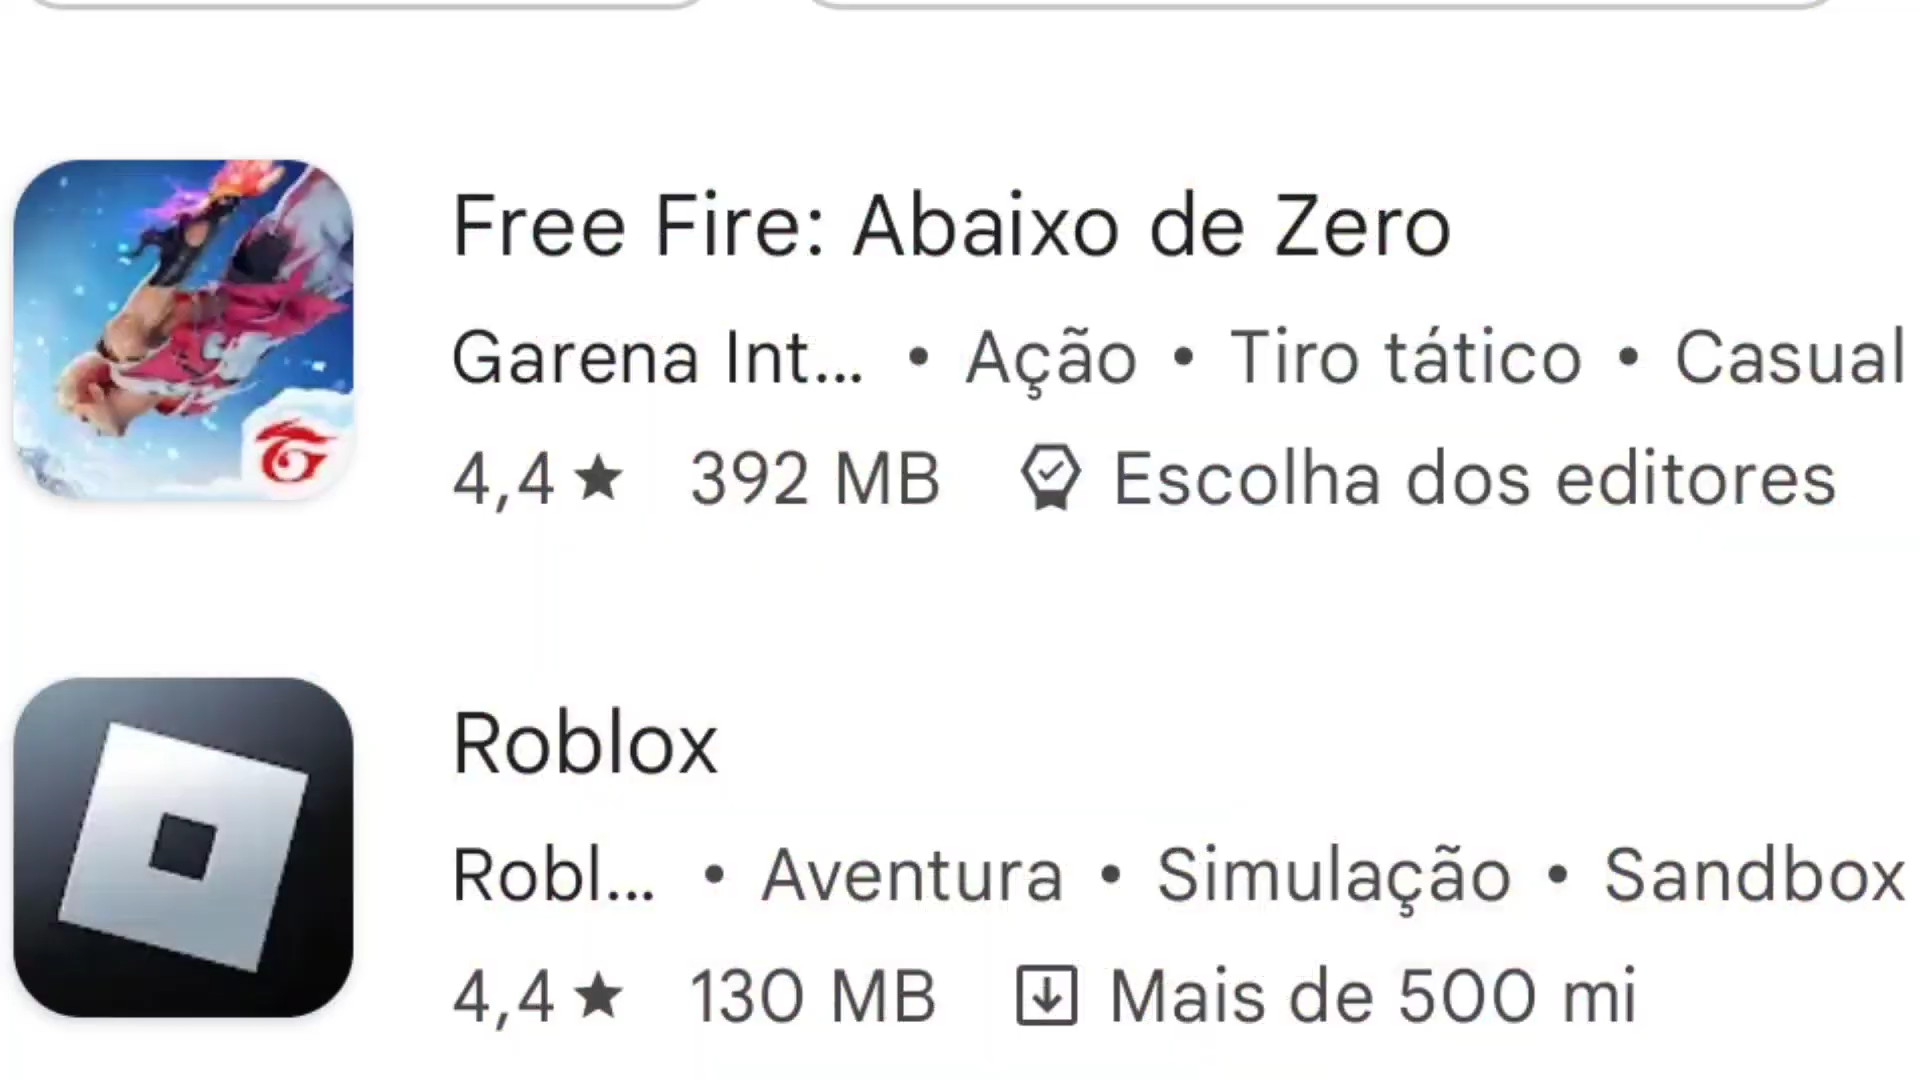 Free Fire: Abaixo de Zero
Garena Int... • Ação • Tiro tático • Casual
4,4★ 392 MB Escolha dos editores
Roblox
Robl... • Aventura • Simulação • Sandbox
4,4★ 130 MB Mais de 500 mi